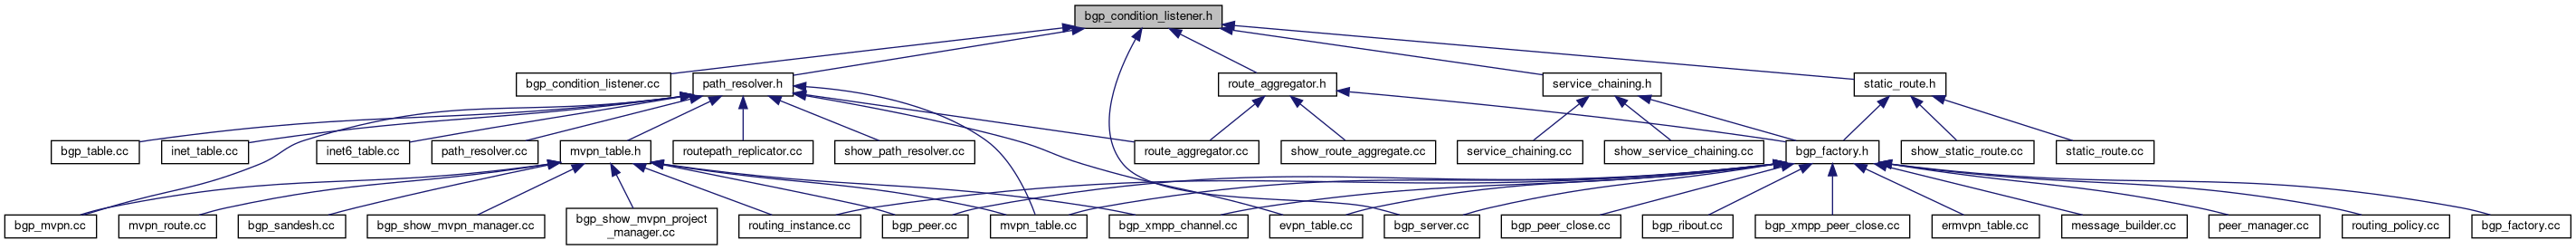 bgp_condition_listener.h
bgp_condition_listener.cc
path_resolver.h
route_aggregator.h
service_chaining.h
static_route.h
bgp_table.cc
inet_table.cc
inet6_table.cc
path_resolver.cc
mvpn_table.h
routepath_replicator.cc
show_path_resolver.cc
route_aggregator.cc
show_route_aggregate.cc
service_chaining.cc
show_service_chaining.cc
bgp_factory.h
show_static_route.cc
static_route.cc
bgp_mvpn.cc
mvpn_route.cc
bgp_sandesh.cc
bgp_show_mvpn_manager.cc
bgp_show_mvpn_project
_manager.cc
routing_instance.cc
bgp_peer.cc
mvpn_table.cc
bgp_xmpp_channel.cc
evpn_table.cc
bgp_server.cc
bgp_peer_close.cc
bgp_ribout.cc
bgp_xmpp_peer_close.cc
ermvpn_table.cc
message_builder.cc
peer_manager.cc
routing_policy.cc
bgp_factory.cc